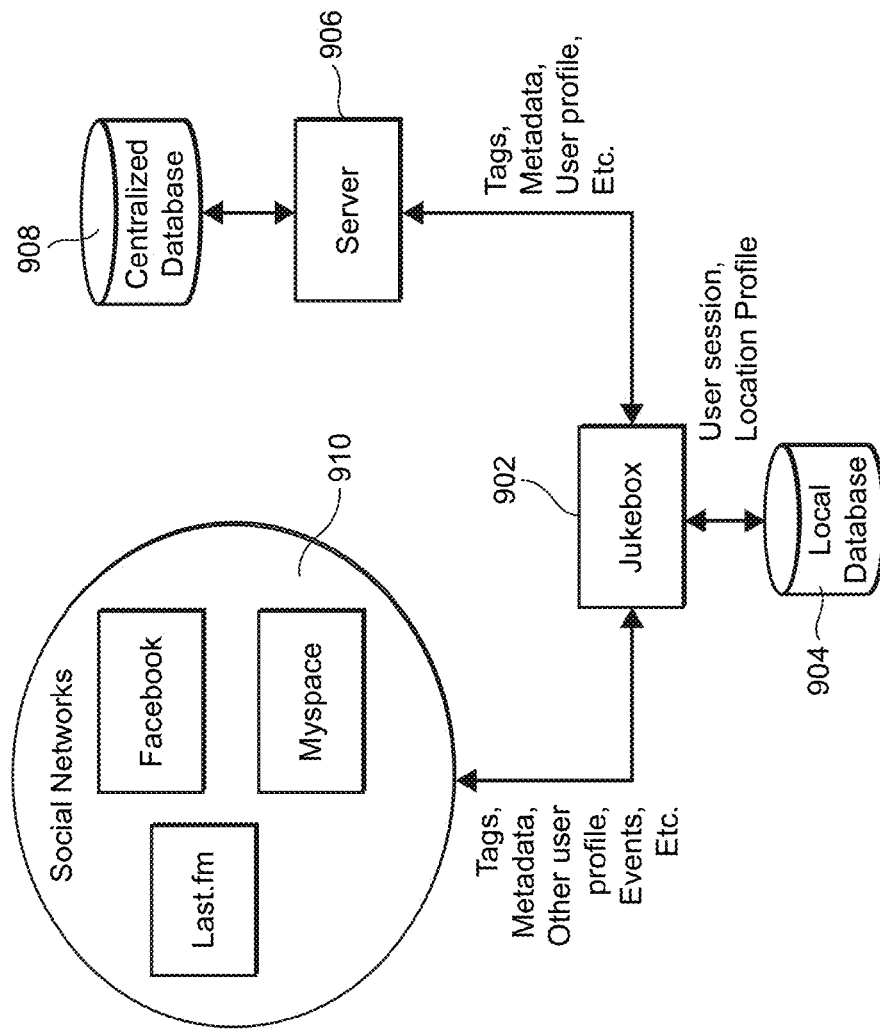 Social Networks
Last.fm
Facebook
Myspace
910
908
Centralized
Database
Server
906
Tags,
Metadata,
Other user
profile,
Events,
Etc.
Tags,
Metadata,
User profile,
Etc.
902
Jukebox
User session,
Location Profile
904
Local
Database